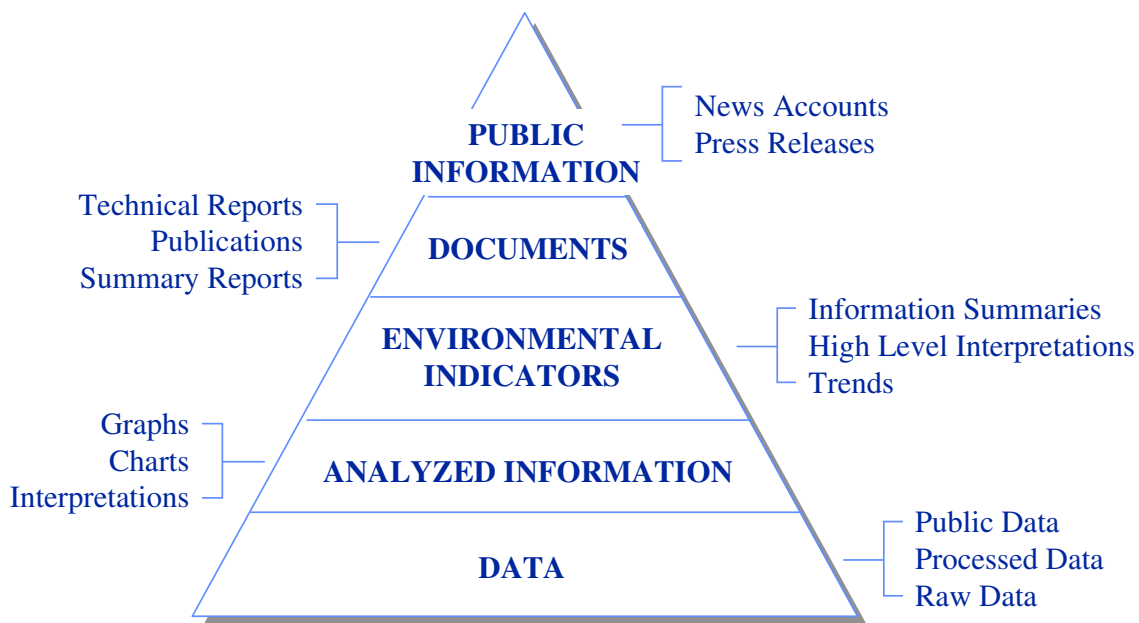 PUBLIC
INFORMATION
News Accounts
Press Releases
Technical Reports
Publications
Summary Reports
DOCUMENTS
ENVIRONMENTAL
INDICATORS
Information Summaries
High Level Interpretations
Trends
Graphs
Charts
Interpretations
ANALYZED INFORMATION
DATA
Public Data
Processed Data
Raw Data